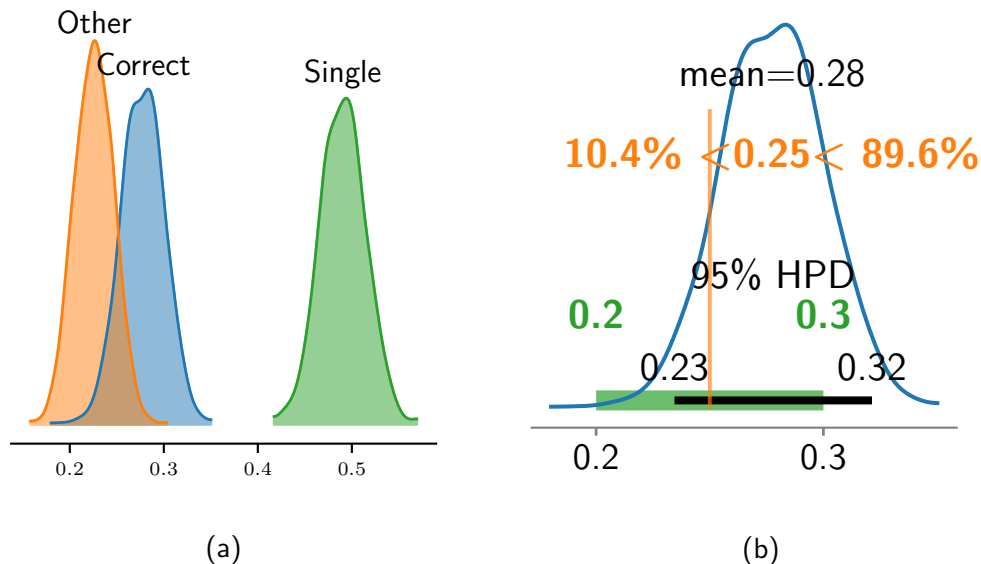 Other
Correct
Single
0.2 0.3 0.4 0.5
(a)
mean=0.28
10.4% <0.25< 89.6%
95% HPD
0.2 0.3
0.23 0.32
0.2 0.3
(b)